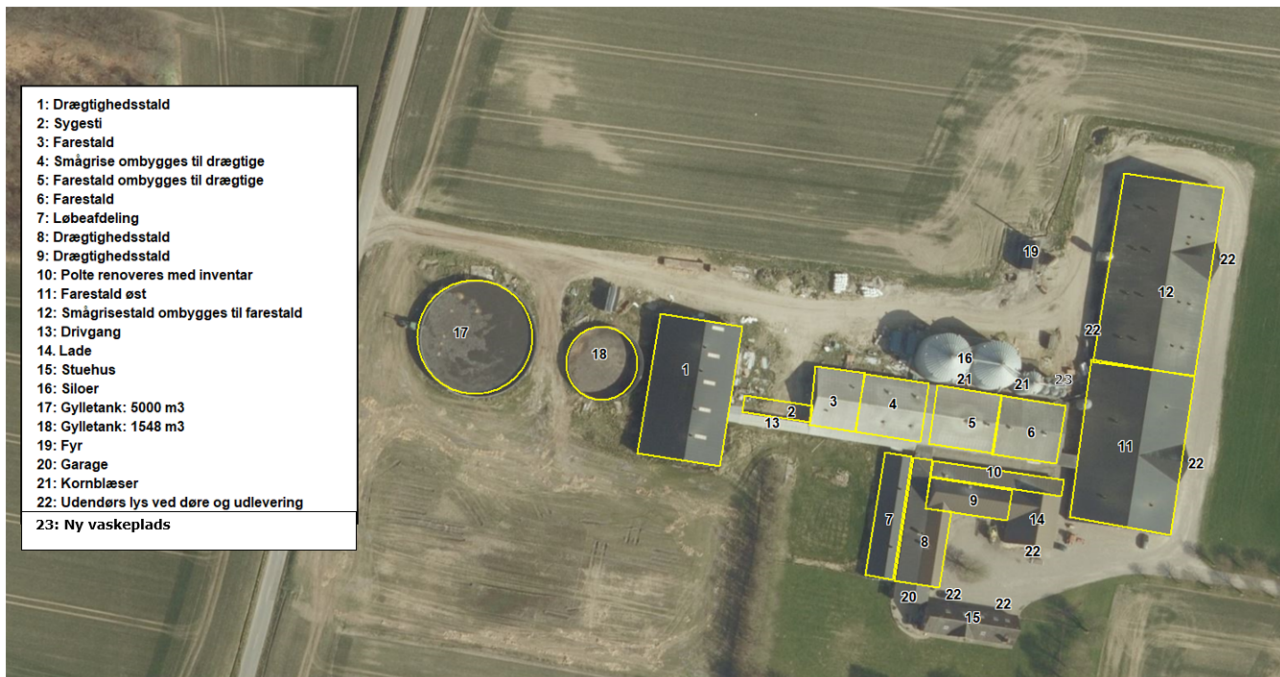 1: Drægtighedsstald
2: Sygesti
3: Farestald
4: Smågrise ombygges til drægtige
5: Farestald ombygges til drægtige
6: Farestald
7: Løbeafdeling
8: Drægtighedsstald
9: Drægtighedsstald
10: Polte renoveres med inventar
11: Farestald øst
12: Smågrisestald ombygges til farestald
13: Drivgang
14. Lade
15: Stuehus
16: Siloer
17: Gylletank: 5000 m3
18: Gylletank: 1548 m3
19: Fyr
20: Garage
21: Kornblæser
22: Udendørs lys ved døre og udlevering
23: Ny vaskeplads
19
22
12
17
22
18
16
1
21
21
23
3
4
2
13
5
6
11
22
10
9
7
14
8
22
20
22
22
15